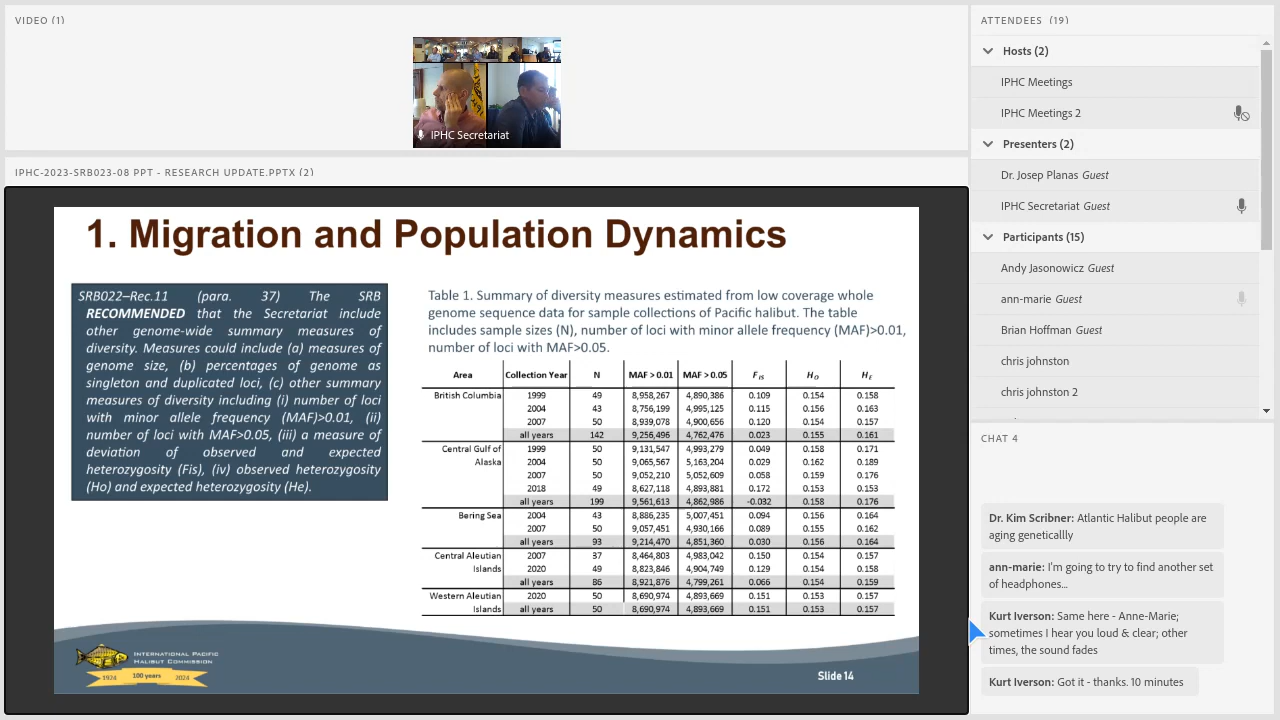 VIDEO (1)
IPHC Secretariat
IPHC-2023-SRB023-08 PPT - RESEARCH UPDATE.PPTX (2)
1. Migration and Population Dynamics
SRB022–Rec.11 (para. 37) The SRB
RECOMMENDED that the Secretariat include
other genome-wide summary measures of
diversity. Measures could include (a) measures of
genome size, (b) percentages of genome as
singleton and duplicated loci, (c) other summary
measures of diversity including (i) number of loci
with minor allele frequency (MAF)>0.01, (ii)
number of loci with MAF>0.05, (iii) a measure of
deviation of observed and expected
heterozygosity (Fis), (iv) observed heterozygosity
(Ho) and expected heterozygosity (He).
Table 1. Summary of diversity measures estimated from low coverage whole
genome sequence data for sample collections of Pacific halibut. The table
includes sample sizes (N), number of loci with minor allele frequency (MAF)>0.01,
number of loci with MAF>0.05.
Area Collection Year N MAF > 0.01 MAF > 0.05 FIS HO HE
British Columbia 1999 49 8,958,267 4,890,386 0.109 0.154 0.158
2004 43 8,756,199 4,995,125 0.115 0.156 0.163
2007 50 8,939,078 4,900,656 0.120 0.154 0.157
all years 142 9,256,496 4,762,476 0.023 0.155 0.161
Central Gulf of 1999 50 9,131,547 4,993,279 0.049 0.158 0.171
Alaska 2004 50 9,065,567 5,163,204 0.029 0.162 0.189
2007 50 9,052,210 5,052,609 0.058 0.159 0.176
2018 49 8,627,118 4,893,881 0.172 0.153 0.153
all years 199 9,561,613 4,862,986 -0.032 0.158 0.176
Bering Sea 2004 43 8,886,235 5,007,451 0.094 0.156 0.164
2007 50 9,057,451 4,930,166 0.089 0.155 0.162
all years 93 9,214,470 4,851,360 0.030 0.156 0.164
Central Aleutian 2007 37 8,464,803 4,983,042 0.150 0.154 0.157
Islands 2020 49 8,823,846 4,904,749 0.129 0.154 0.158
all years 86 8,921,876 4,799,261 0.066 0.154 0.159
Western Aleutian 2020 50 8,690,974 4,893,669 0.151 0.153 0.157
Islands all years 50 8,690,974 4,893,669 0.151 0.153 0.157
INTERNATIONAL PACIFIC
HALIBUT COMMISSION
1924 100 years 2024
Slide 14
ATTENDEES (19)
Hosts (2)
IPHC Meetings
IPHC Meetings 2
Presenters (2)
Dr. Josep Planas Guest
IPHC Secretariat Guest
Participants (15)
Andy Jasonowicz Guest
ann-marie Guest
Brian Hoffman Guest
chris johnston
chris johnston 2
CHAT 4
Dr. Kim Scribner: Atlantic Halibut people are
aging geneticallly
ann-marie: I'm going to try to find another set
of headphones...
Kurt Iverson: Same here - Anne-Marie;
sometimes I hear you loud & clear; other
times, the sound fades
Kurt Iverson: Got it - thanks. 10 minutes